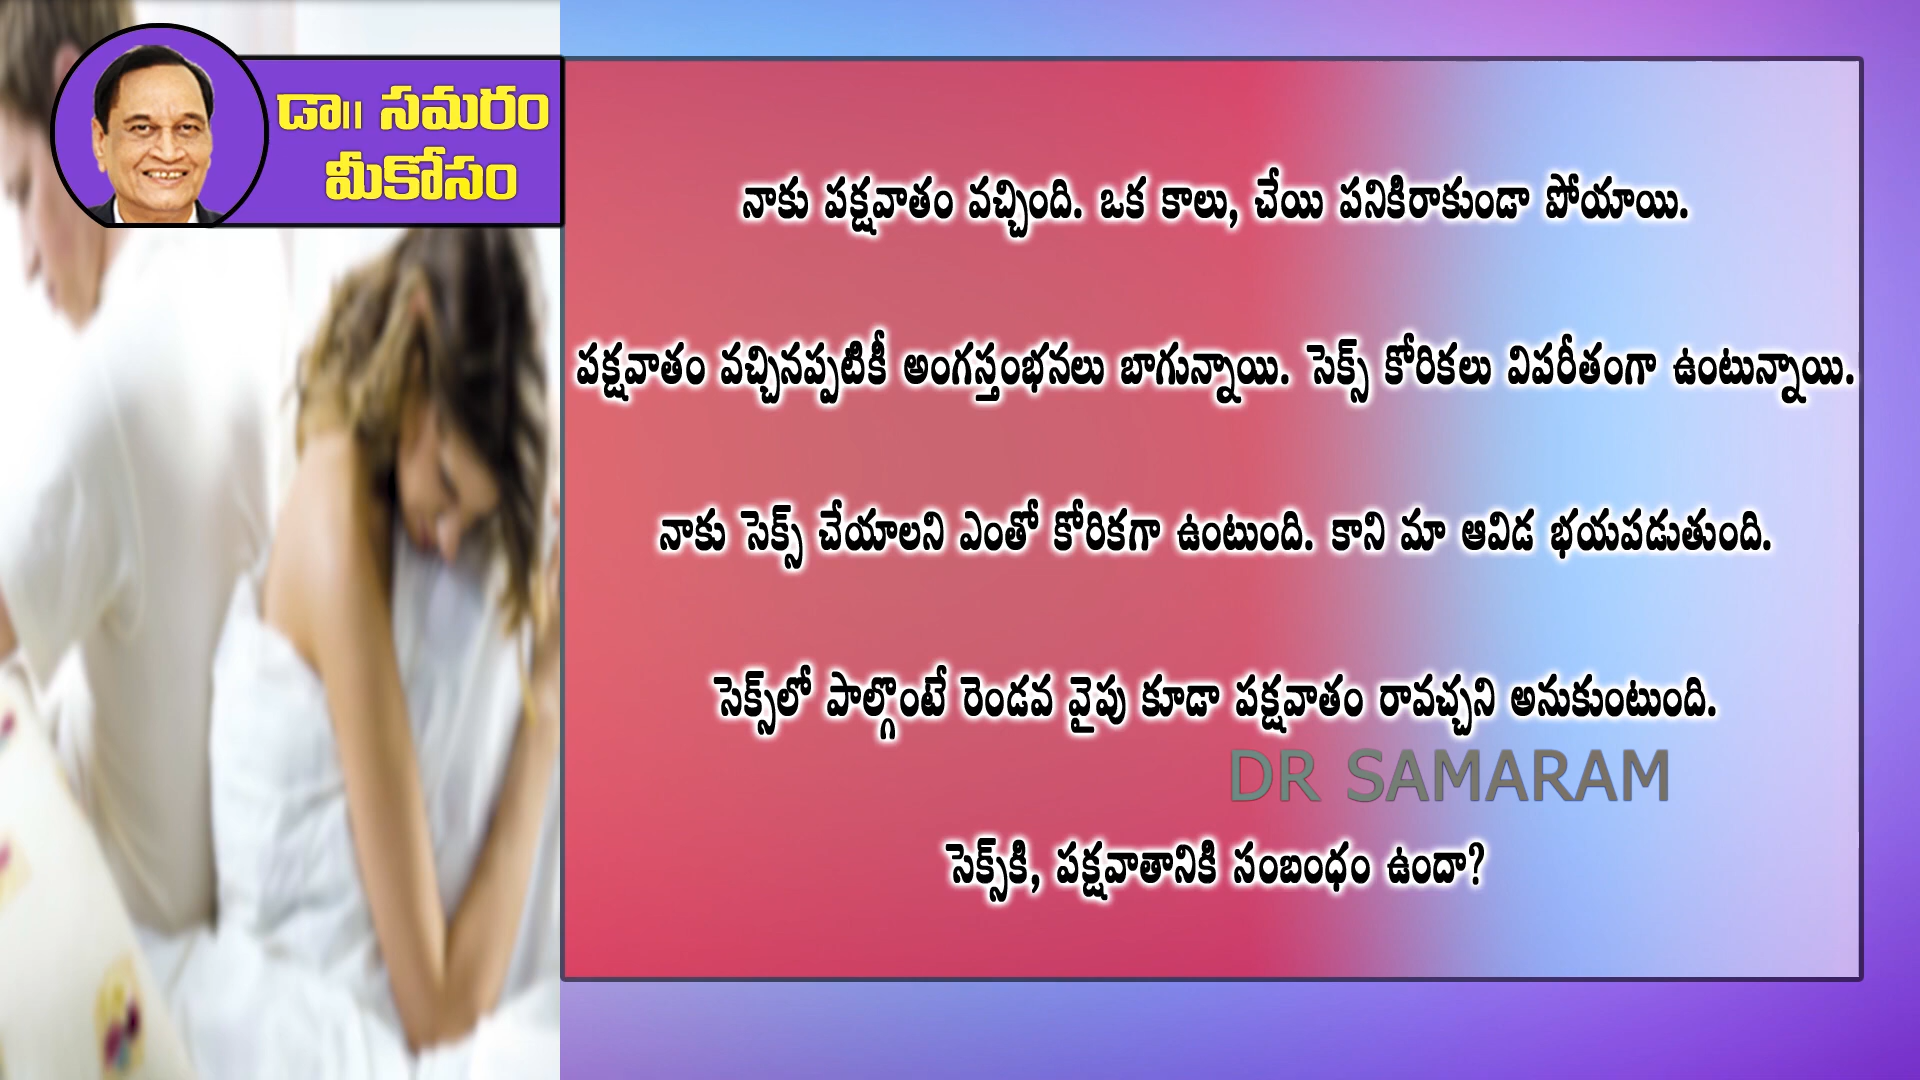 డా॥ సమరం
మీకోసం
నాకు పక్షవాతం వచ్చింది. ఒక కాలు, చేయి పనికిరాకుండా పోయాయి.
పక్షవాతం వచ్చినప్పటికీ అంగస్తంభనలు బాగున్నాయి. సెక్స్ కోరికలు విపరీతంగా ఉంటున్నాయి.
నాకు సెక్స్ చేయాలని ఎంతో కోరికగా ఉంటుంది. కాని మా ఆవిడ భయపడుతుంది.
సెక్స్‌లో పాల్గొంటే రెండవ వైపు కూడా పక్షవాతం రావచ్చని అనుకుంటుంది.
DR SAMARAM
సెక్స్‌కి, పక్షవాతానికి సంబంధం ఉందా?